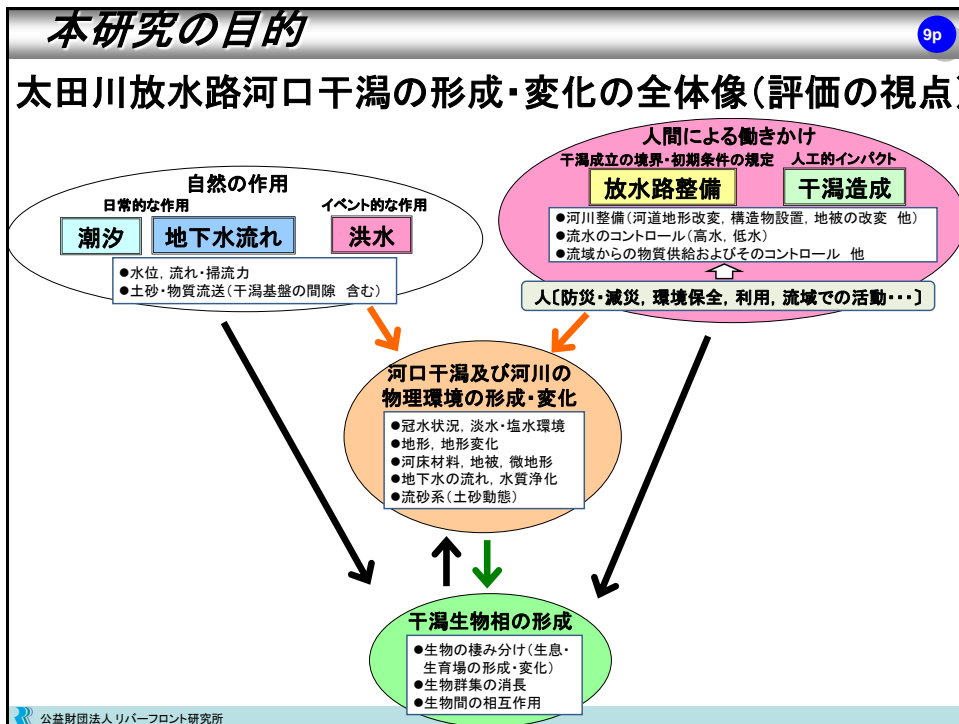 本研究の目的
9p
太田川放水路河口干潟の形成・変化の全体像(評価の視点)
自然の作用
日常的な作用
イベント的な作用
潮汐
地下水流れ
洪水
●水位, 流れ・掃流力
●土砂・物質流送(干潟基盤の間隙 含む)
人間による働きかけ
干潟成立の境界・初期条件の規定
人工的インパクト
放水路整備
干潟造成
●河川整備(河道地形改変, 構造物設置, 地被の改変 他)
●流水のコントロール(高水, 低水)
●流域からの物質供給およびそのコントロール 他
人〔防災・減災, 環境保全, 利用, 流域での活動・・・〕
河口干潟及び河川の
物理環境の形成・変化
●冠水状況, 淡水・塩水環境
●地形, 地形変化
●河床材料, 地被, 微地形
●地下水の流れ, 水質浄化
●流砂系(土砂動態)
干潟生物相の形成
●生物の棲み分け(生息・
生育場の形成・変化)
●生物群集の消長
●生物間の相互作用
公益財団法人 リバーフロント研究所